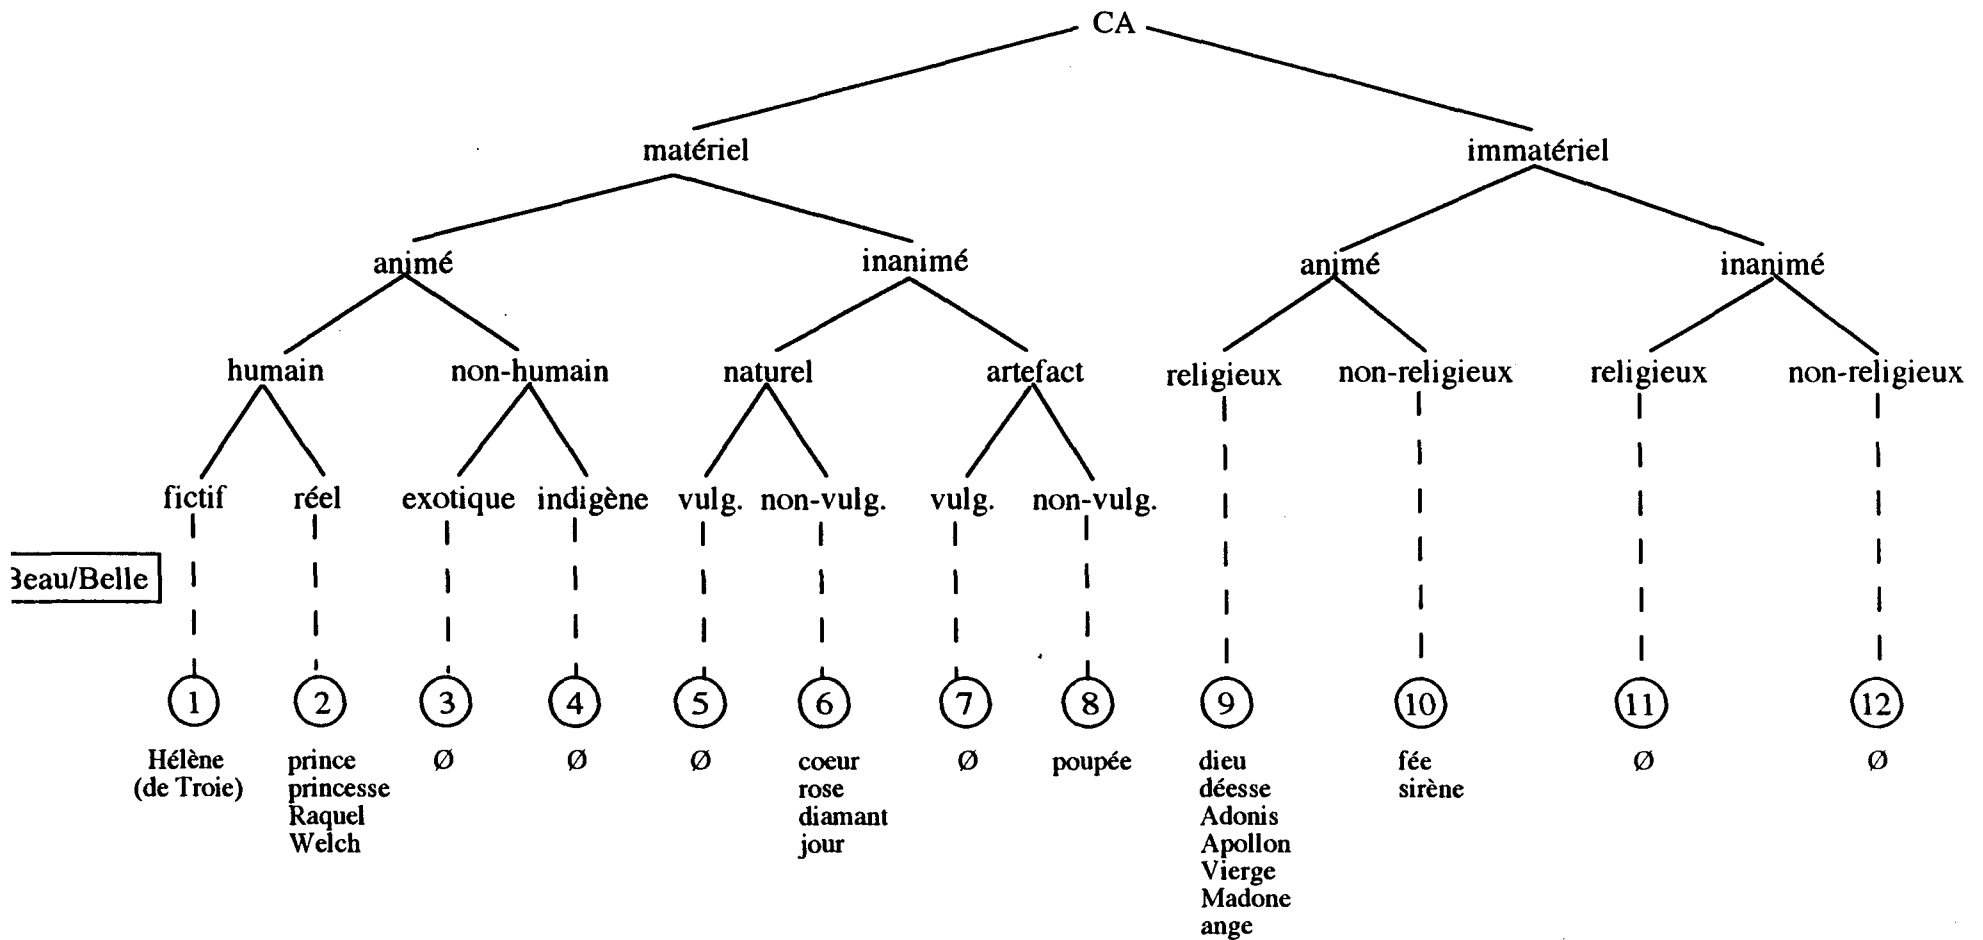 CA
matériel immatériel
animé inanimé animé inanimé
humain non-humain naturel artefact religieux non-religieux religieux non-religieux
fictif réel exotique indigène vulg. non-vulg. vulg. non-vulg.
Beau/Belle
1 2 3 4 5 6 7 8 9 10 11 12
Hélène prince Ø Ø Ø coeur Ø poupée dieu fée Ø Ø
(de Troie) princesse rose déesse sirène
Raquel diamant Adonis
Welch jour Apollon
Vierge
Madone
ange